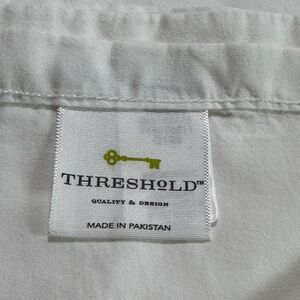 THRESHOLD™
QUALITY & DESIGN
MADE IN PAKISTAN